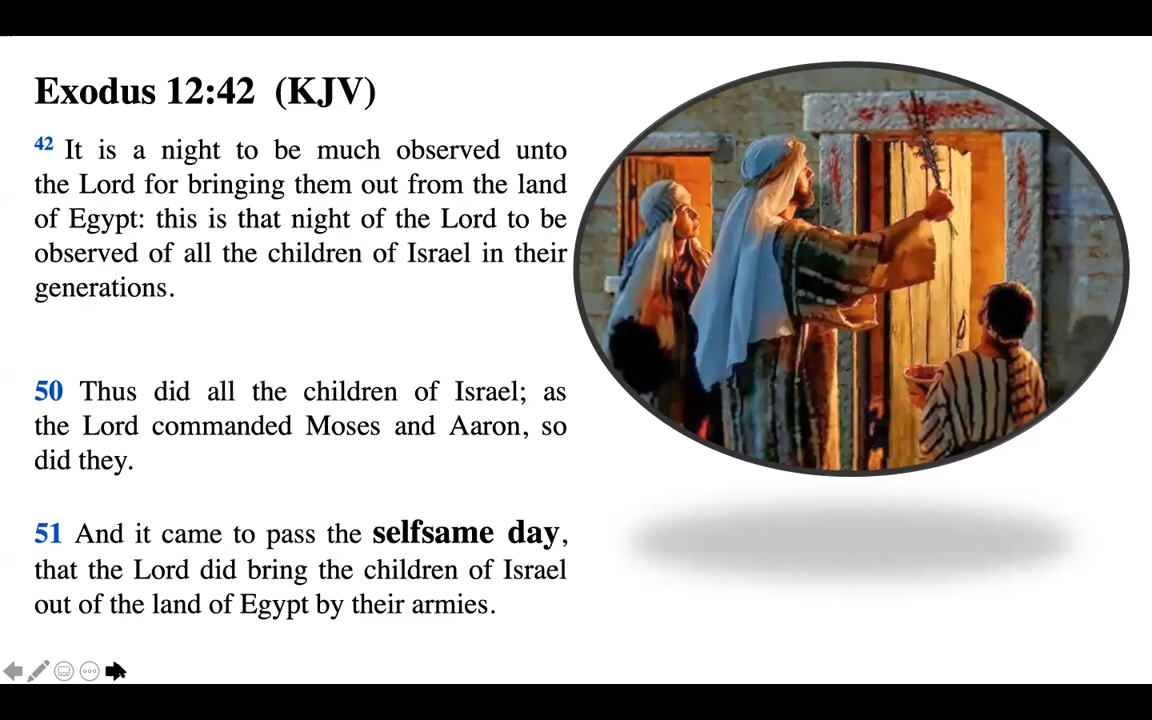 Exodus 12:42 (KJV)
42 It is a night to be much observed unto
the Lord for bringing them out from the land
of Egypt: this is that night of the Lord to be
observed of all the children of Israel in their
generations.
50 Thus did all the children of Israel; as
the Lord commanded Moses and Aaron, so
did they.
51 And it came to pass the selfsame day,
that the Lord did bring the children of Israel
out of the land of Egypt by their armies.